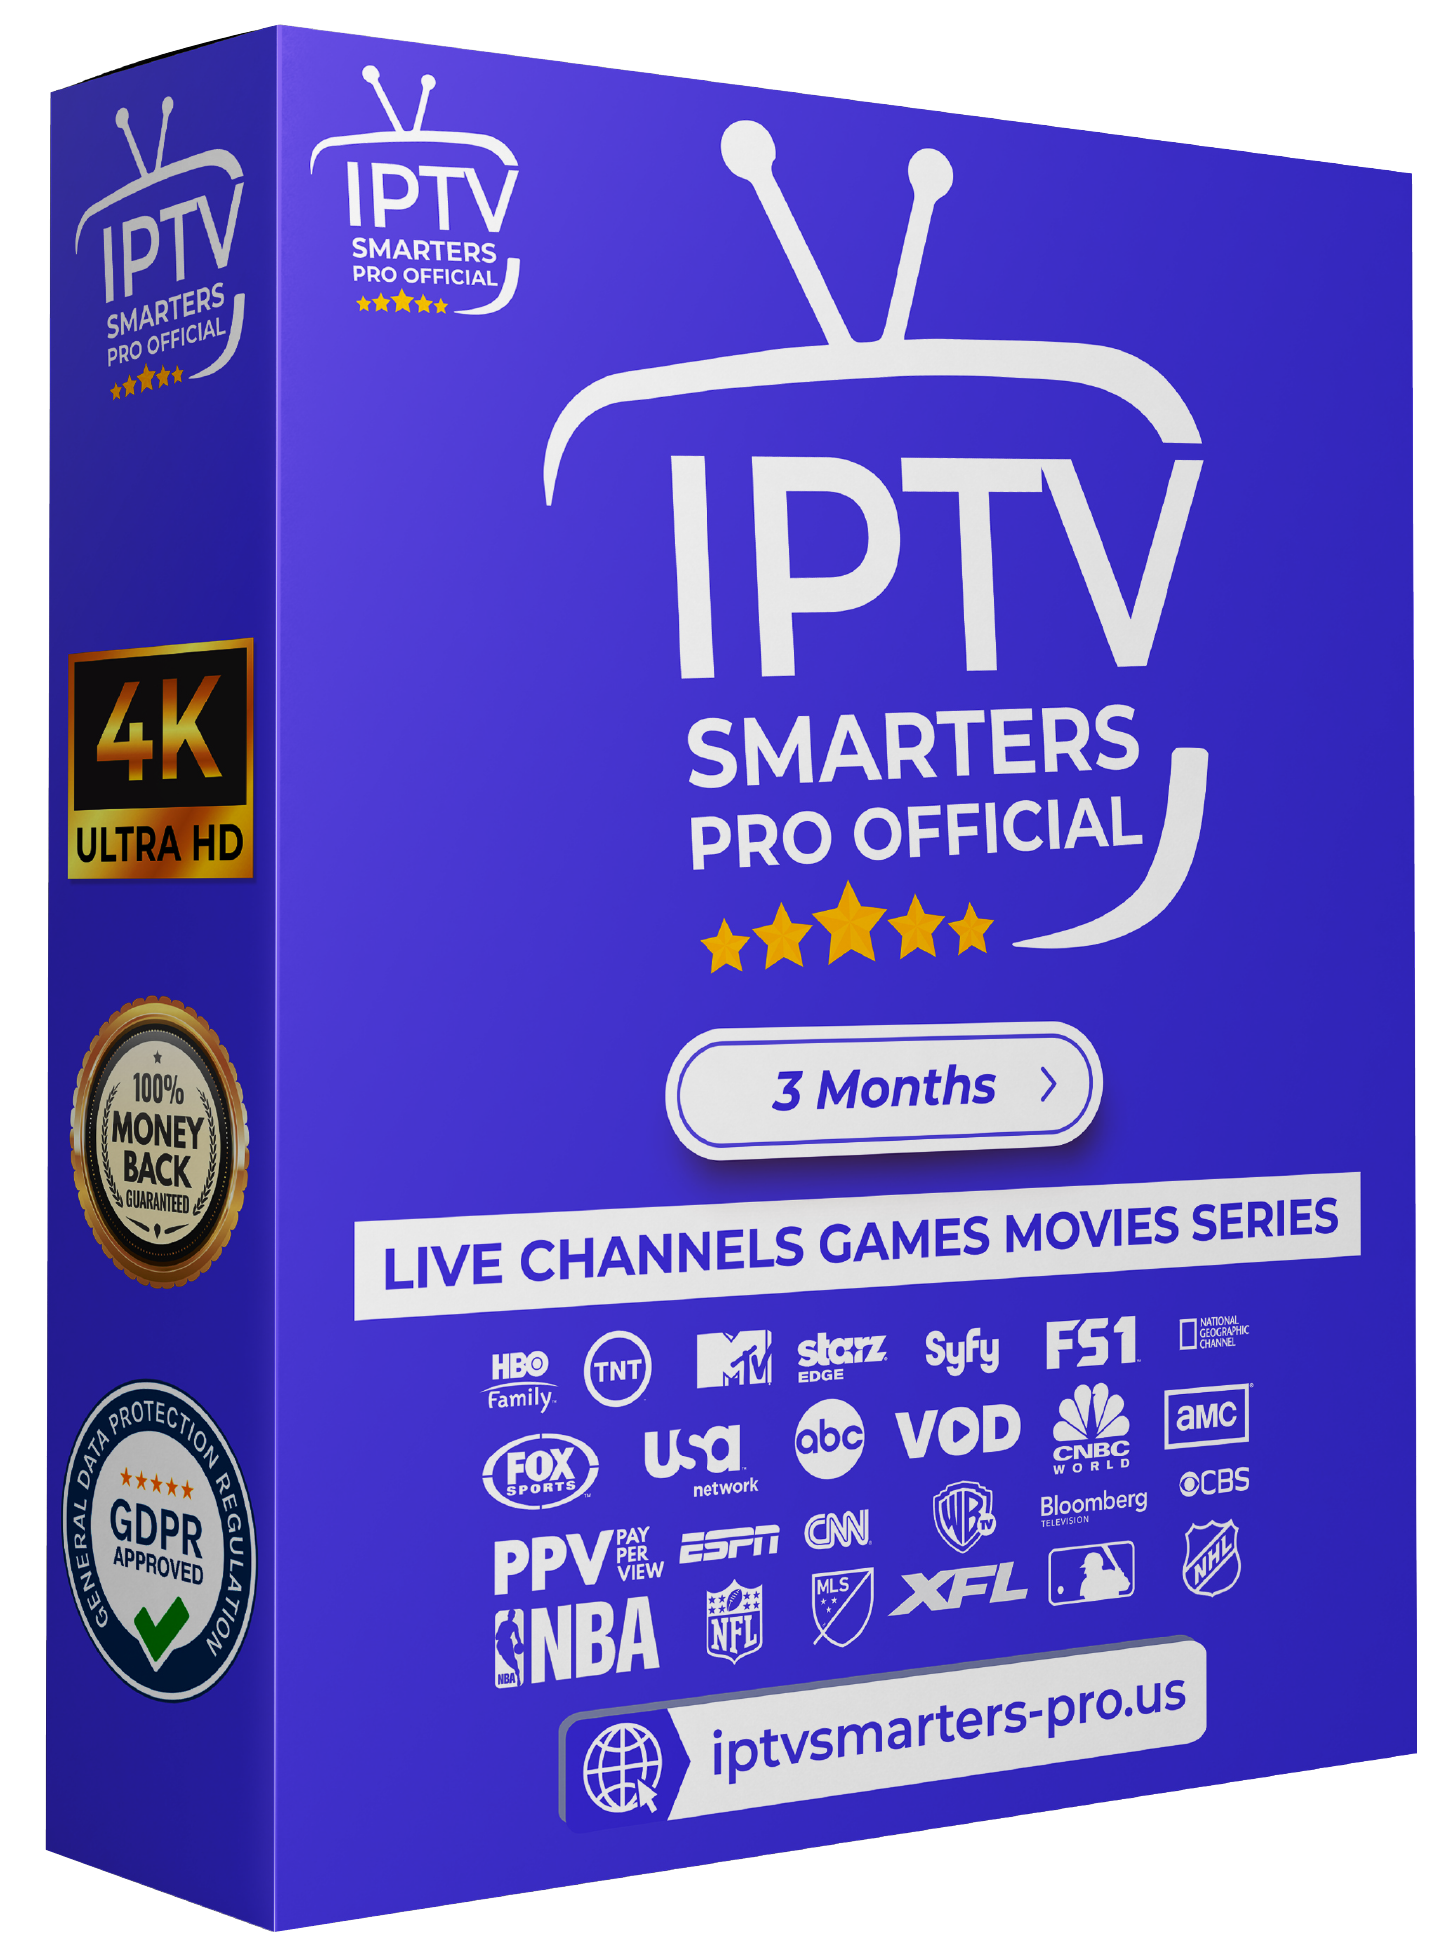 IPTV
SMARTERS
PRO OFFICIAL
4K
ULTRA HD
100%
MONEY
BACK
GUARANTEED
GENERAL DATA PROTECTION REGULATION
GDPR
APPROVED
IPTV
SMARTERS
PRO OFFICIAL
IPTV
SMARTERS
PRO OFFICIAL
3 Months
LIVE CHANNELS GAMES MOVIES SERIES
HBO
Family
TNT
MTV
starz
EDGE
Syfy
FS1
NATIONAL
GEOGRAPHIC
CHANNEL
FOX
SPORTS
usa
network
abc
VOD
CNBC
WORLD
aMC
PPV
PAY
PER
VIEW
ESPN
CNN
WB
TV
Bloomberg
TELEVISION
CBS
NBA
NBA
NFL
MLS
XFL
NHL
iptvsmarters-pro.us